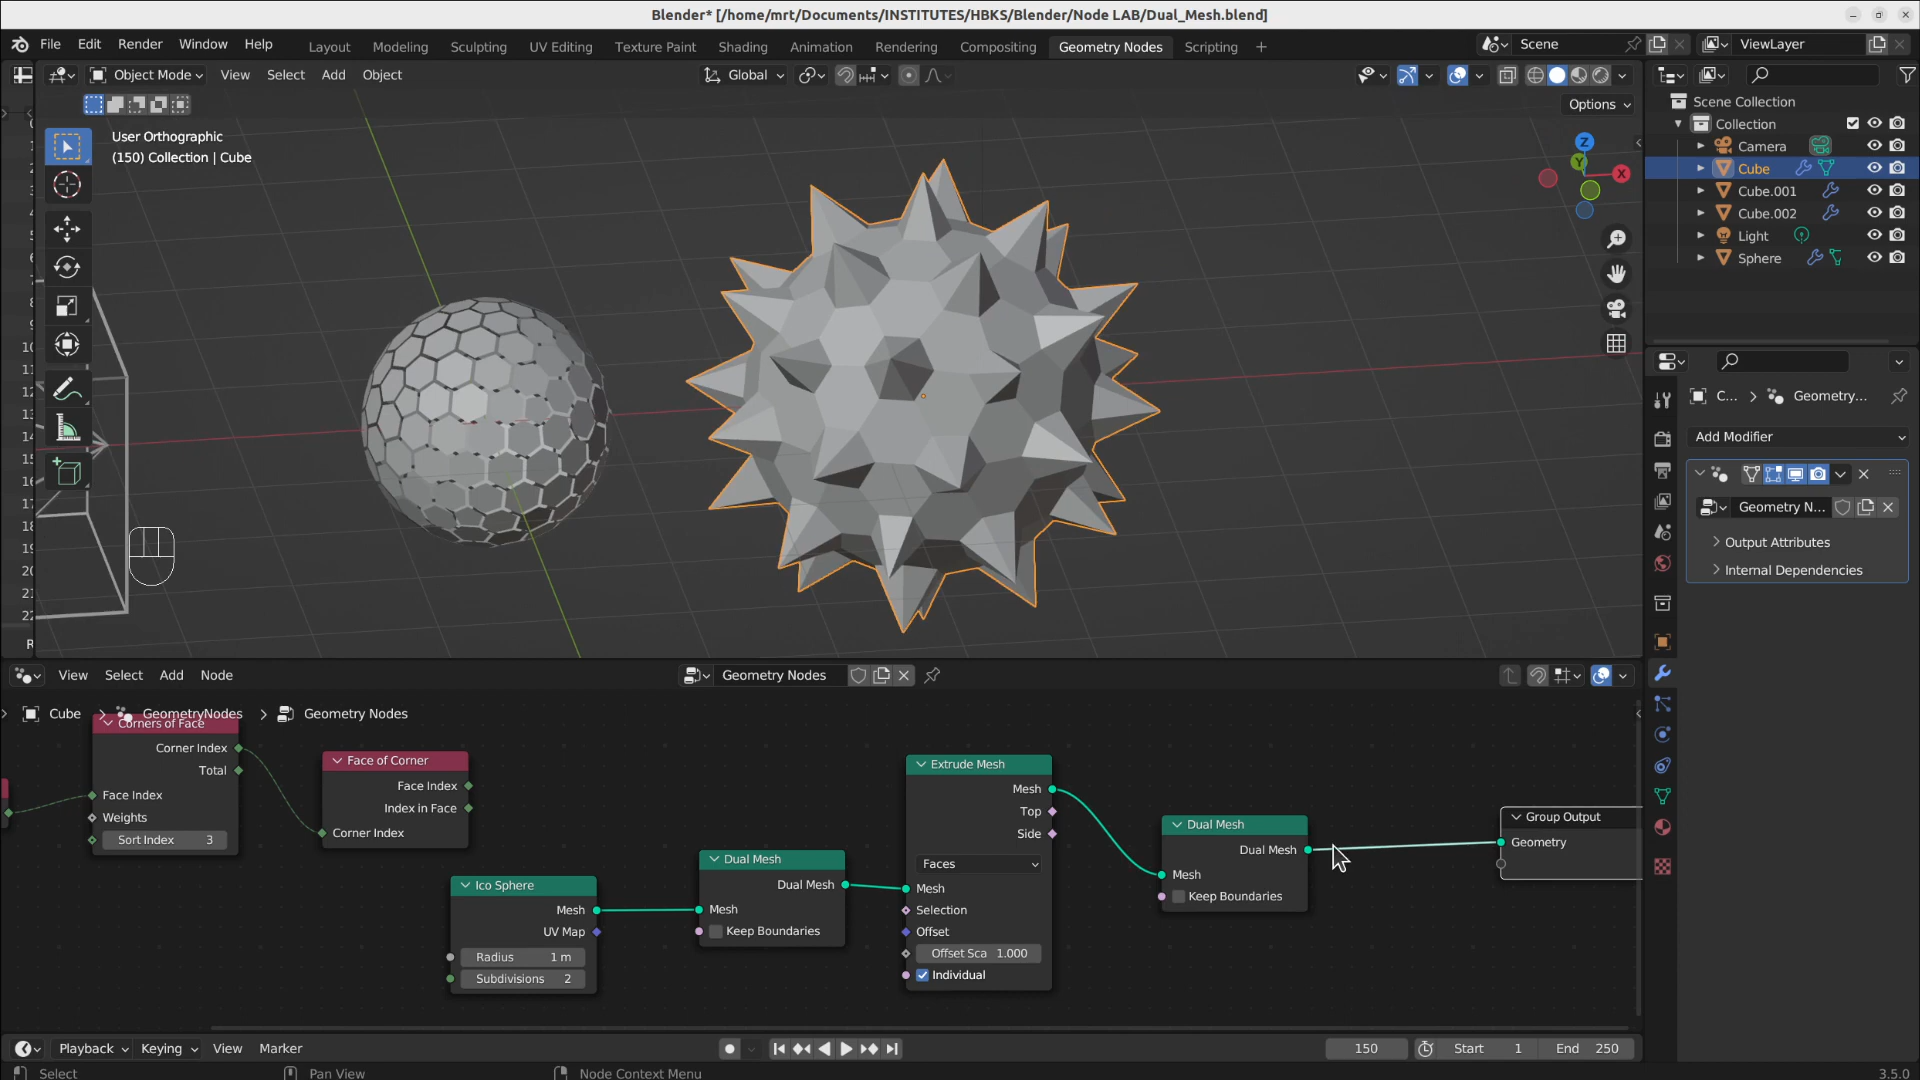 Blender* [/home/mrt/Documents/INSTITUTES/HBKS/Blender/Node LAB/Dual_Mesh.blend]
File Edit Render Window Help Layout Modeling Sculpting UV Editing Texture Paint Shading Animation Rendering Compositing Geometry Nodes Scripting + Scene ViewLayer
Object Mode View Select Add Object Global
Options
User Orthographic
(150) Collection | Cube
Z
Y
X
Scene Collection
Collection
Camera
Cube
Cube.001
Cube.002
Light
Sphere
C... > Geometry...
Add Modifier
Geometry N...
Output Attributes
Internal Dependencies
View Select Add Node Geometry Nodes
Cube > GeometryNodes > Geometry Nodes
Corners of Face
Corner Index
Total
Face Index
Weights
Sort Index 3
Face of Corner
Face Index
Index in Face
Corner Index
Ico Sphere
Mesh
UV Map
Radius 1 m
Subdivisions 2
Dual Mesh
Dual Mesh
Mesh
Keep Boundaries
Extrude Mesh
Mesh
Top
Side
Faces
Mesh
Selection
Offset
Offset Sca 1.000
Individual
Dual Mesh
Dual Mesh
Mesh
Keep Boundaries
Group Output
Geometry
Playback Keying View Marker 150 Start 1 End 250
Select Pan View Node Context Menu 3.5.0